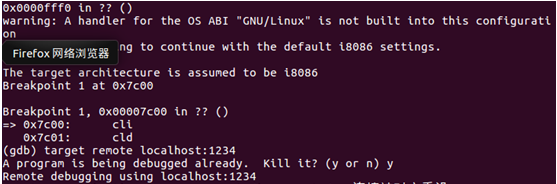 0x0000fff0 in ?? ()
warning: A handler for the OS ABI "GNU/Linux" is not built into this configurati
on
Firefox 网络浏览器
ng to continue with the default i8086 settings.
The target architecture is assumed to be i8086
Breakpoint 1 at 0x7c00
Breakpoint 1, 0x00007c00 in ?? ()
=> 0x7c00: cli
0x7c01: cld
(gdb) target remote localhost:1234
A program is being debugged already. Kill it? (y or n) y
Remote debugging using localhost:1234